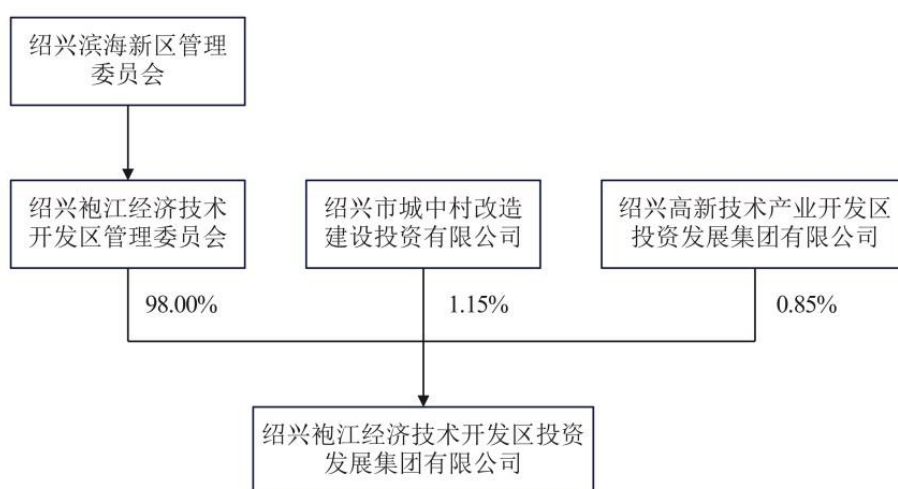 绍兴滨海新区管理
委员会
绍兴袍江经济技术
开发区管理委员会
绍兴市城中村改造
建设投资有限公司
绍兴高新技术产业开发区
投资发展集团有限公司
98.00%
1.15%
0.85%
绍兴袍江经济技术开发区投资
发展集团有限公司